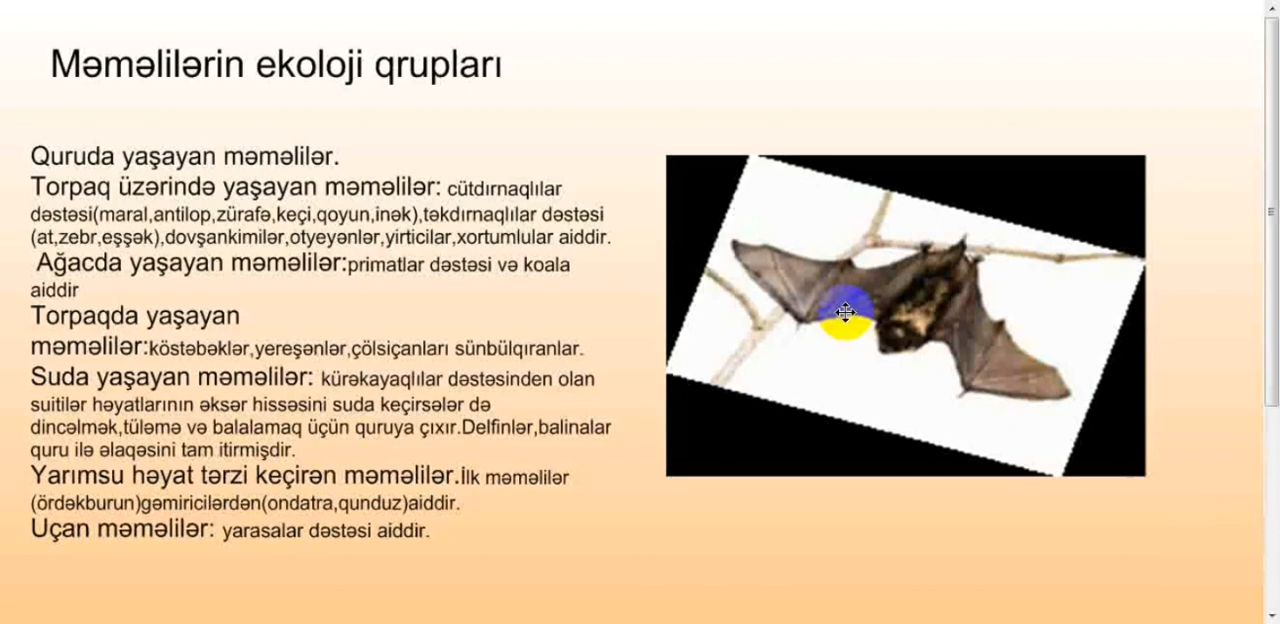 Məməlilərin ekoloji qrupları
Quruda yaşayan məməlilər.
Torpaq üzərində yaşayan məməlilər: cütdırnaqlılar
dəstəsi(maral,antilop,zürafə,keçi,qoyun,inək),təkdırnaqlılar dəstəsi
(at,zebr,eşşək),dovşankimilər,otyeyənlər,yirticilar,xortumlular aiddir.
Ağacda yaşayan məməlilər:primatlar dəstəsi və koala
aiddir
Torpaqda yaşayan
məməlilər:köstəbəklər,yereşənlər,çölsiçanları sünbülqıranlar.
Suda yaşayan məməlilər: kürəkayaqlılar dəstəsinden olan
suitilər həyatlarının əksər hissəsini suda keçirsələr də
dincəlmək,tüləmə və balalamaq üçün quruya çıxır.Delfinlər,balinalar
quru ilə əlaqəsini tam itirmişdir.
Yarımsu həyat tərzi keçirən məməlilər.İlk məməlilər
(ördəkburun)gəmiricilərdən(ondatra,qunduz)aiddir.
Uçan məməlilər: yarasalar dəstəsi aiddir.